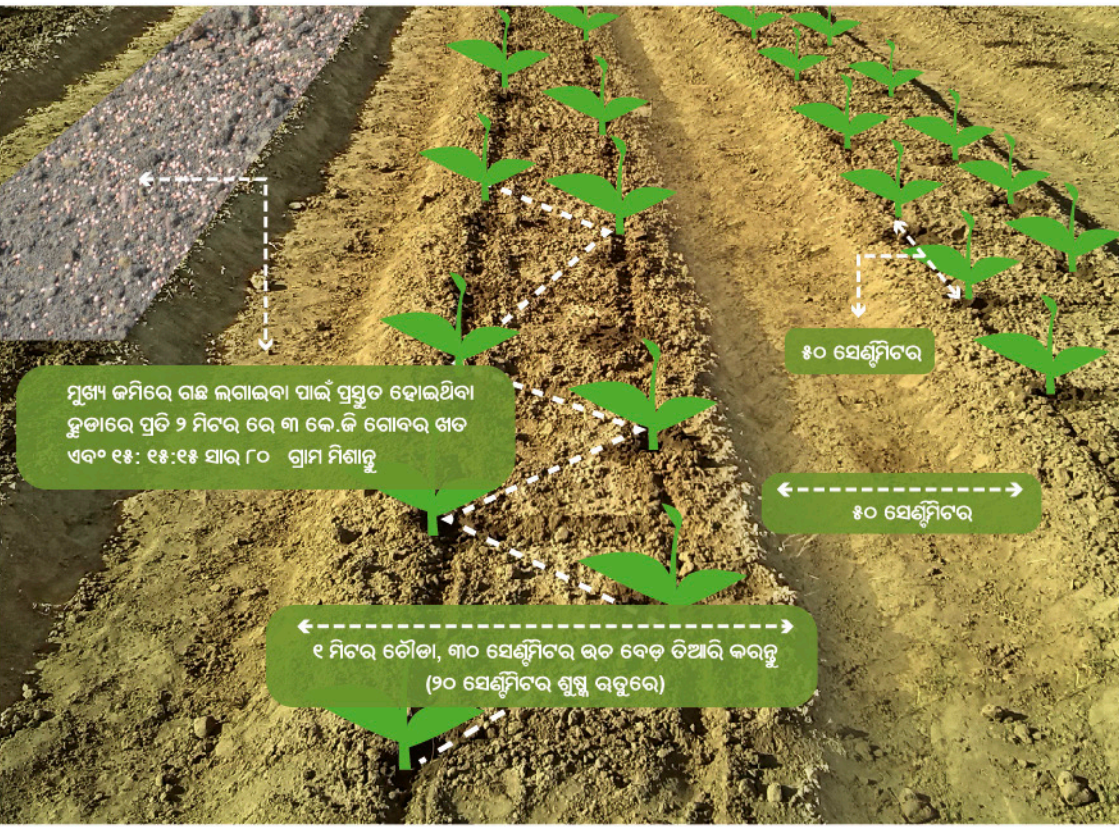 ୫୦ ସେଣ୍ଟିମିଟର
ମୁଖ୍ୟ ଜମିରେ ଗଛ ଲଗାଇବା ପାଇଁ ପ୍ରସ୍ତୁତ ହୋଇଥିବା
ହୁଡାରେ ପ୍ରତି ୨ ମିଟର ରେ ୩ କେ.ଜି ଗୋବର ଖତ
ଏବଂ ୧୫: ୧୫:୧୫ ସାର ୮୦ ଗ୍ରାମ ମିଶାନ୍ତୁ
୫୦ ସେଣ୍ଟିମିଟର
୧ ମିଟର ଚୌଡା, ୩୦ ସେଣ୍ଟିମିଟର ଉଚ ବେଡ଼ ତିଆରି କରନ୍ତୁ
(୨୦ ସେଣ୍ଟିମିଟର ଶୁଷ୍କ ଋତୁରେ)